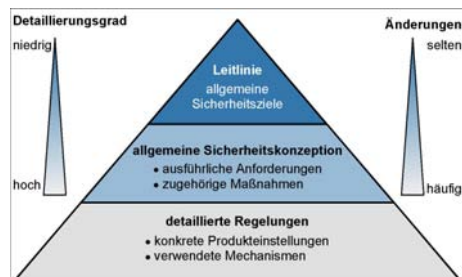 Detaillierungsgrad
niedrig
hoch
Leitlinie
allgemeine
Sicherheitsziele
allgemeine Sicherheitskonzeption
• ausführliche Anforderungen
• zugehörige Maßnahmen
detaillierte Regelungen
• konkrete Produkteinstellungen
• verwendete Mechanismen
Änderungen
selten
häufig